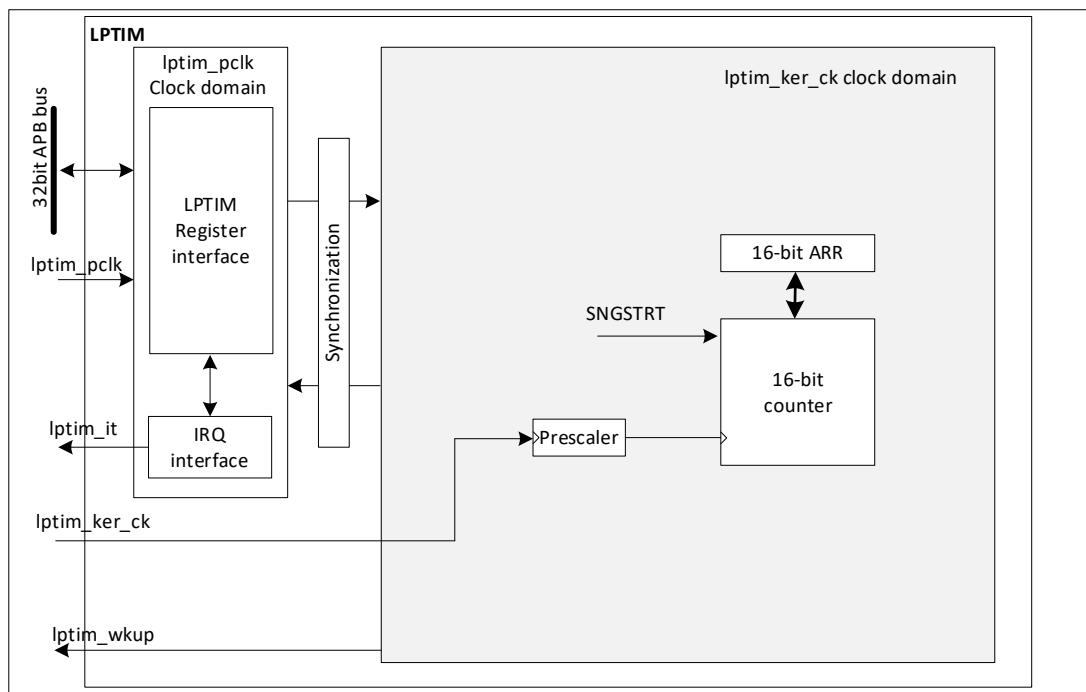 LPTIM
lptim_pclk
Clock domain
lptim_ker_ck clock domain
32bit APB bus
LPTIM
Register
interface
Synchronization
16-bit ARR
lptim_pclk
SNGSTRT
16-bit
counter
lptim_it
IRQ
interface
Prescaler
lptim_ker_ck
lptim_wkup